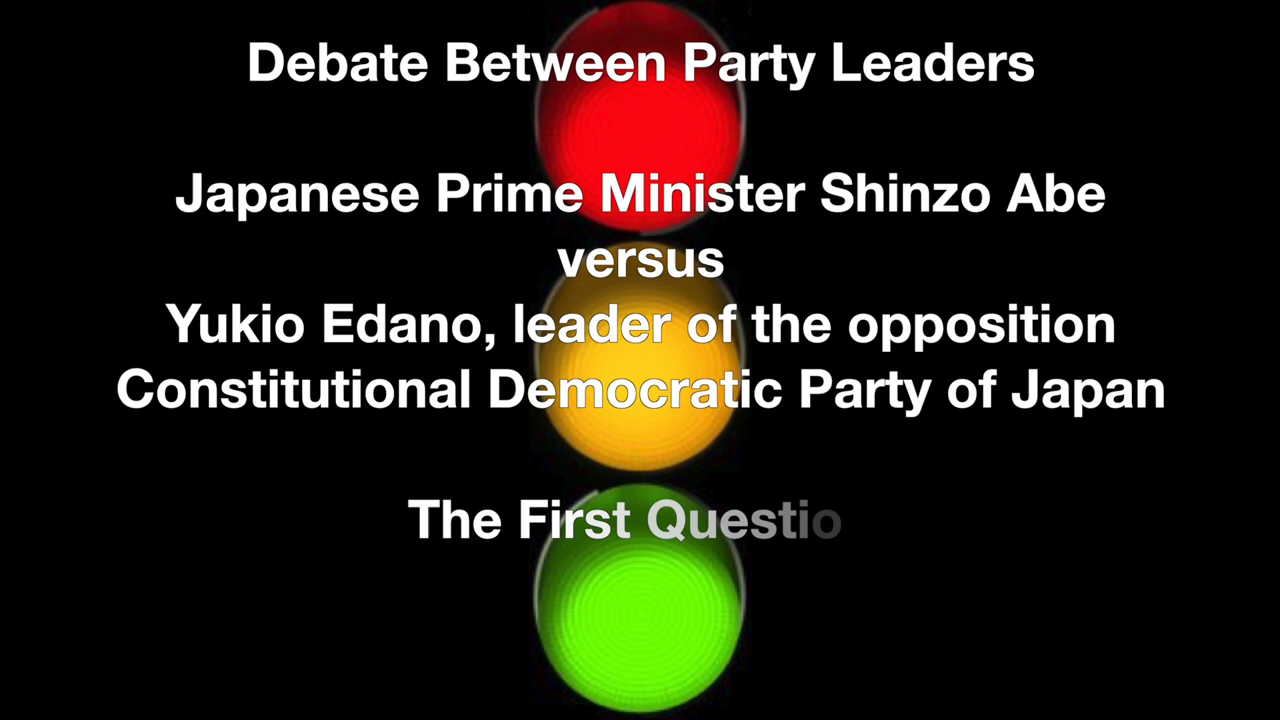 Debate Between Party Leaders
Japanese Prime Minister Shinzo Abe
versus
Yukio Edano, leader of the opposition
Constitutional Democratic Party of Japan
The First Questio